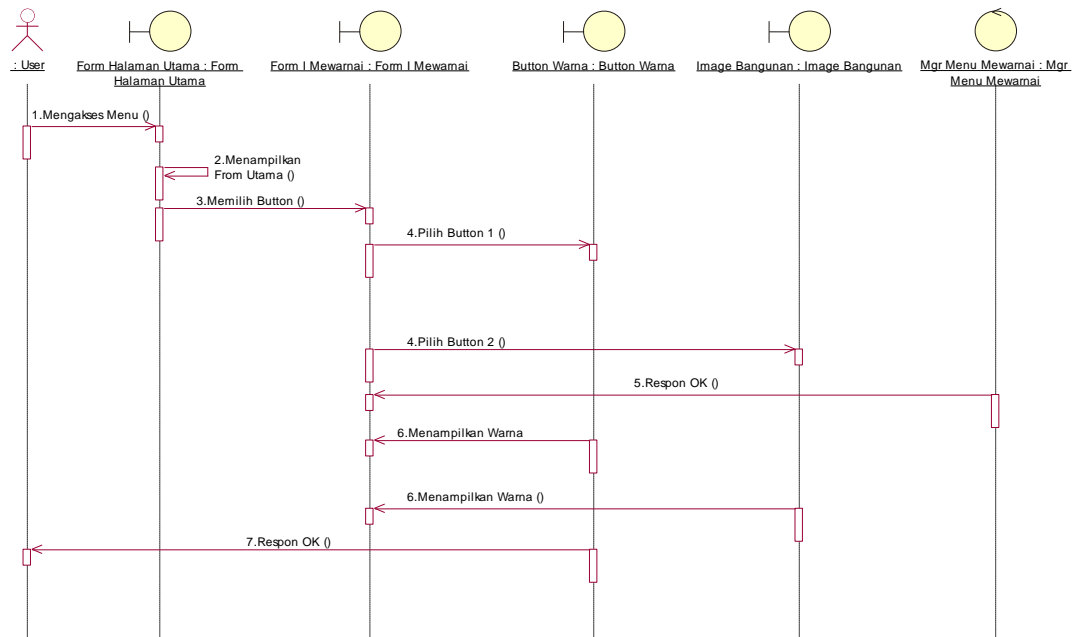 : User
Form Halaman Utama : Form
Halaman Utama
Form I Mewarnai : Form I Mewarnai
Button Warna : Button Warna
Image Bangunan : Image Bangunan
Mgr Menu Mewarnai : Mgr
Menu Mewarnai
1.Mengakses Menu ()
2.Menampilkan
From Utama ()
3.Memilih Button ()
4.Pilih Button 1 ()
4.Pilih Button 2 ()
5.Respon OK ()
6.Menampilkan Warna
6.Menampilkan Warna ()
7.Respon OK ()